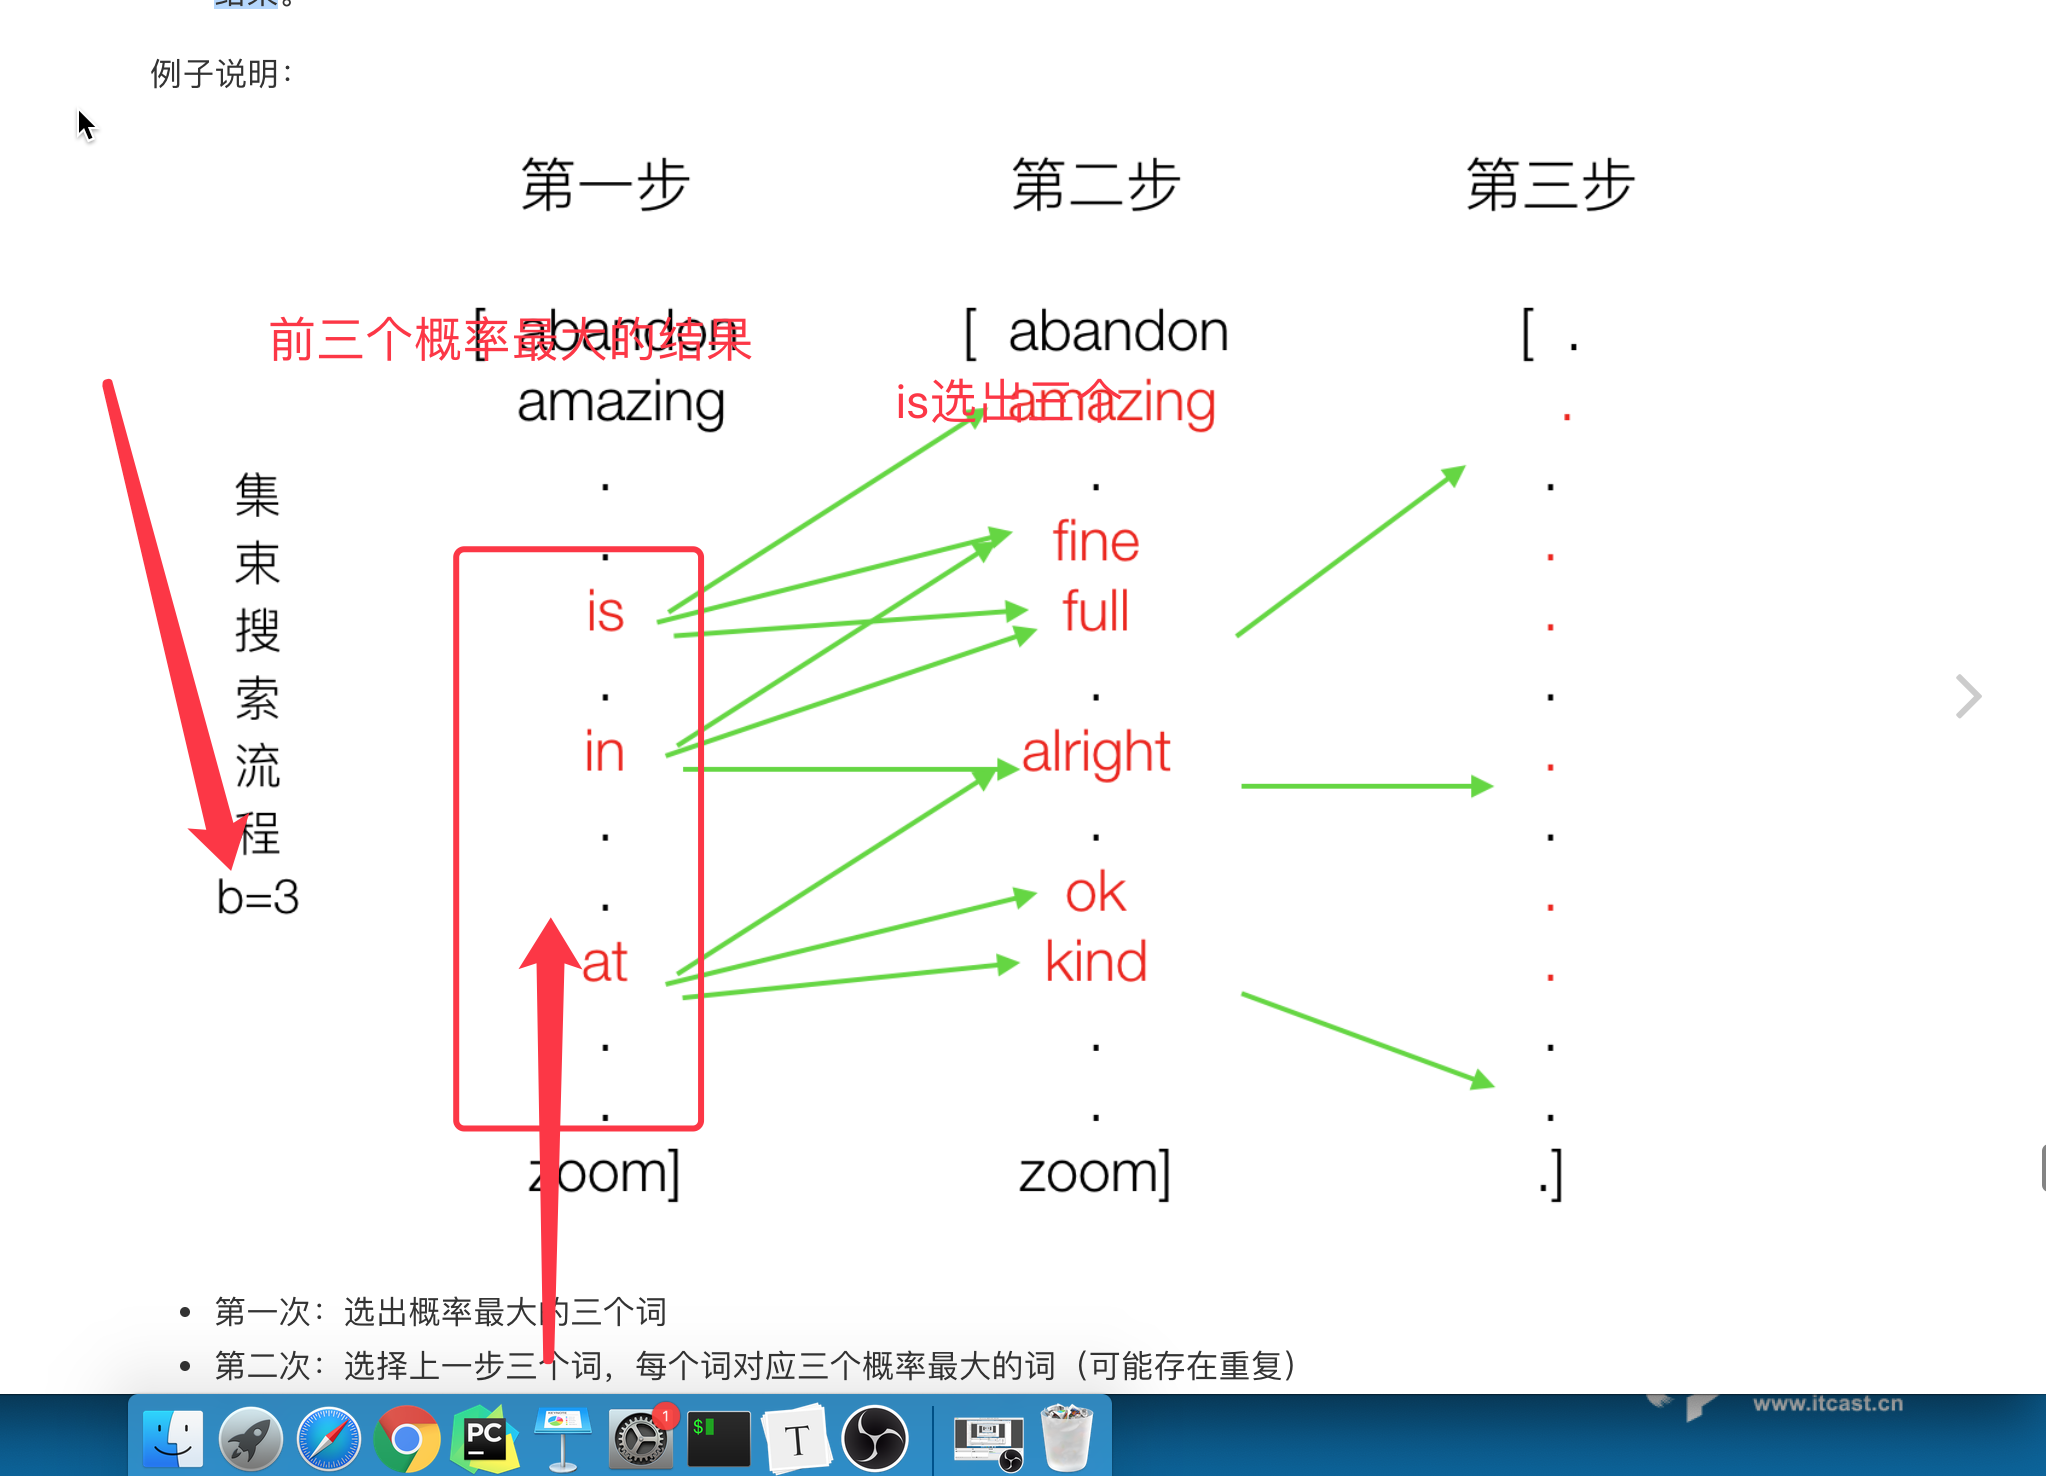 结果。
例子说明：
第一步 第二步 第三步
前三个概率最大的结果
[ abandon [ abandon [ .
amazing is选出三个 amazing .
集 . . .
束 . fine .
搜 is full .
索 . . .
流 in alright .
程 . . .
b=3 . ok .
at kind .
. . .
. . .
zoom] zoom] .]
• 第一次：选出概率最大的三个词
• 第二次：选择上一步三个词，每个词对应三个概率最大的词（可能存在重复）
www.itcast.cn
PC
1
$
T